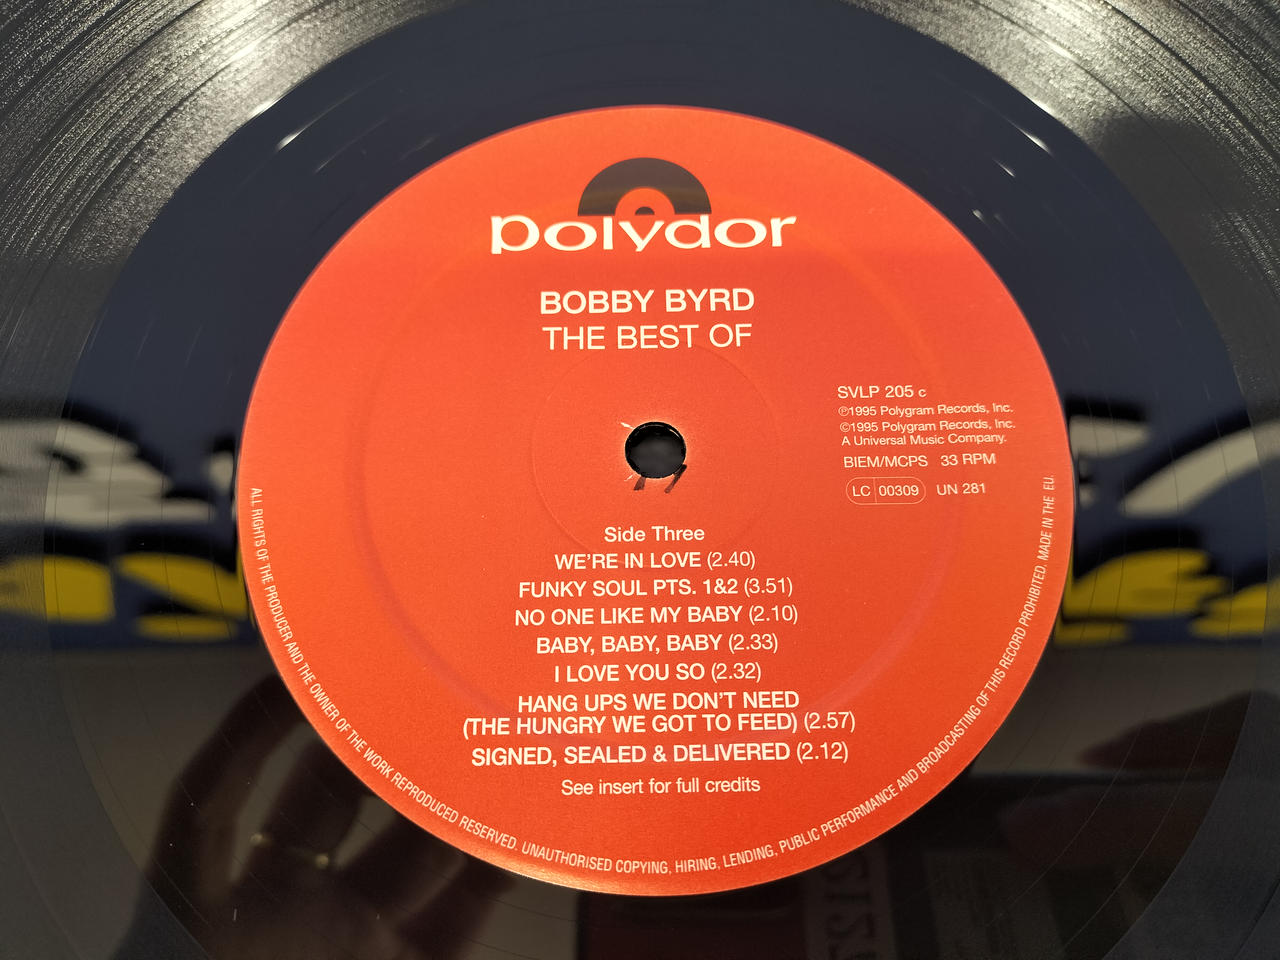 polydor
BOBBY BYRD
THE BEST OF
SVLP 205 c
℗1995 Polygram Records, Inc.
©1995 Polygram Records, Inc.
A Universal Music Company.
BIEM/MCPS 33 RPM
LC 00309 UN 281
Side Three
WE'RE IN LOVE (2.40)
FUNKY SOUL PTS. 1&2 (3.51)
NO ONE LIKE MY BABY (2.10)
BABY, BABY, BABY (2.33)
I LOVE YOU SO (2.32)
HANG UPS WE DON'T NEED
(THE HUNGRY WE GOT TO FEED) (2.57)
SIGNED, SEALED & DELIVERED (2.12)
See insert for full credits
ALL RIGHTS OF THE PRODUCER AND THE OWNER OF THE WORK REPRODUCED RESERVED. UNAUTHORISED COPYING, HIRING, LENDING, PUBLIC PERFORMANCE AND BROADCASTING OF THIS RECORD PROHIBITED. MADE IN THE EU.